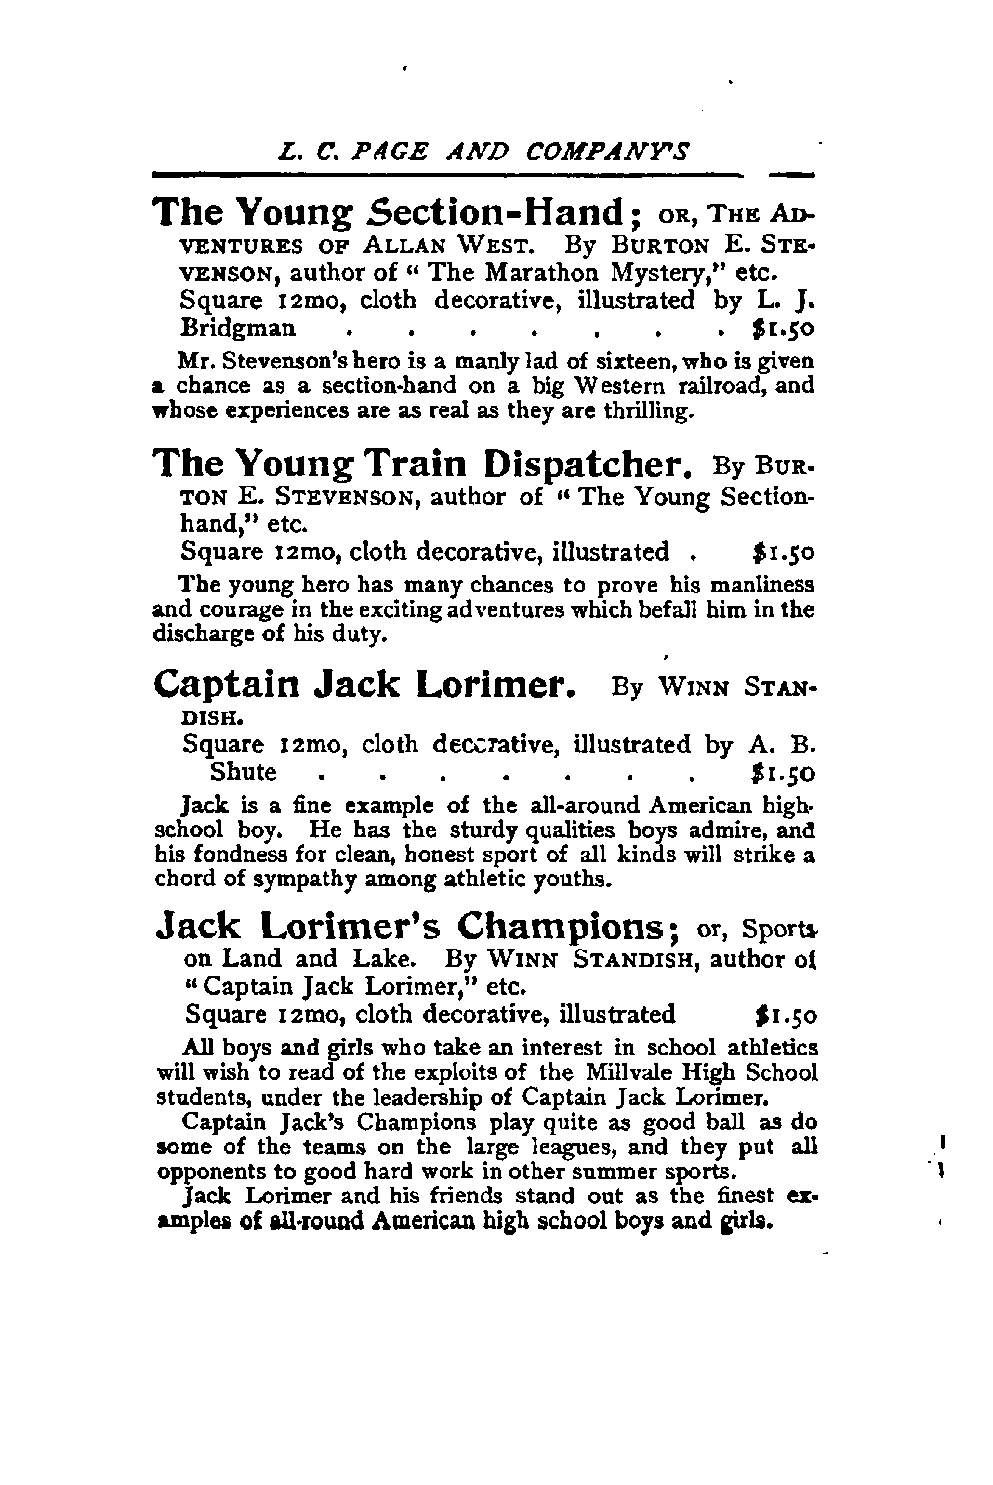 L. C. PAGE AND COMPANY'S
The Young Section-Hand; OR, THE AD-
VENTURES OF ALLAN WEST. By BURTON E. STE-
VENSON, author of " The Marathon Mystery," etc.
Square 12mo, cloth decorative, illustrated by L. J.
Bridgman . . . . . . . $1.50
Mr. Stevenson's hero is a manly lad of sixteen, who is given
a chance as a section-hand on a big Western railroad, and
whose experiences are as real as they are thrilling.
The Young Train Dispatcher. By BUR-
TON E. STEVENSON, author of " The Young Section-
hand," etc.
Square 12mo, cloth decorative, illustrated . $1.50
The young hero has many chances to prove his manliness
and courage in the exciting adventures which befall him in the
discharge of his duty.
Captain Jack Lorimer. By WINN STAN-
DISH.
Square 12mo, cloth decorative, illustrated by A. B.
Shute . . . . . . . $1.50
Jack is a fine example of the all-around American high-
school boy. He has the sturdy qualities boys admire, and
his fondness for clean, honest sport of all kinds will strike a
chord of sympathy among athletic youths.
Jack Lorimer's Champions; or, Sports
on Land and Lake. By WINN STANDISH, author of
" Captain Jack Lorimer," etc.
Square 12mo, cloth decorative, illustrated $1.50
All boys and girls who take an interest in school athletics
will wish to read of the exploits of the Millvale High School
students, under the leadership of Captain Jack Lorimer.
Captain Jack's Champions play quite as good ball as do
some of the teams on the large leagues, and they put all
opponents to good hard work in other summer sports.
Jack Lorimer and his friends stand out as the finest ex-
amples of all-round American high school boys and girls.